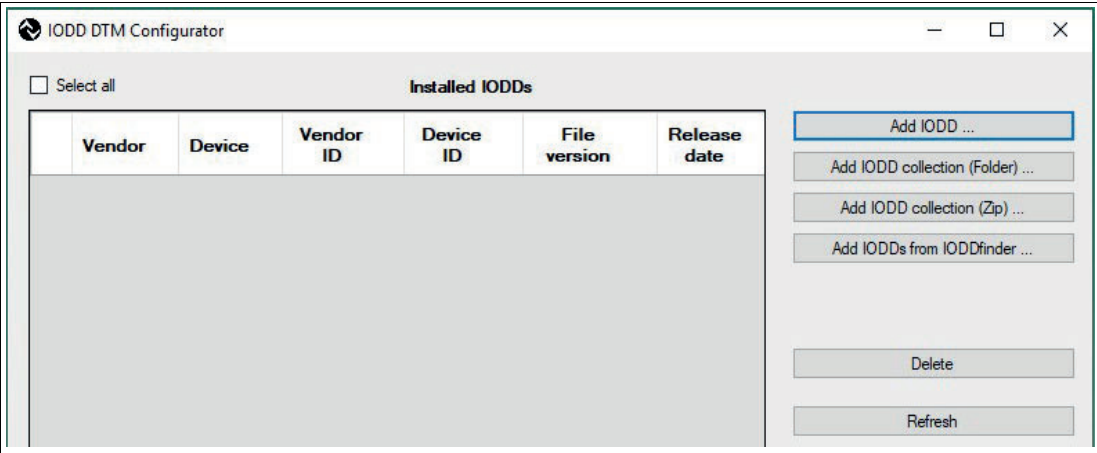 IODD DTM Configurator
Select all
Installed IODDs
Vendor Device Vendor ID Device ID File version Release date
Add IODD ...
Add IODD collection (Folder) ...
Add IODD collection (Zip) ...
Add IODDs from IODDfinder ...
Delete
Refresh